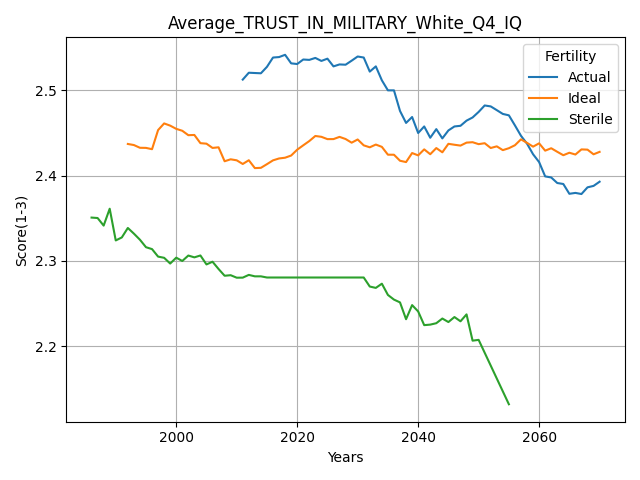 Average_TRUST_IN_MILITARY_White_Q4_IQ
Fertility
Actual
Ideal
Sterile
Score(1-3)
2.5
2.4
2.3
2.2
2000
2020
2040
2060
Years